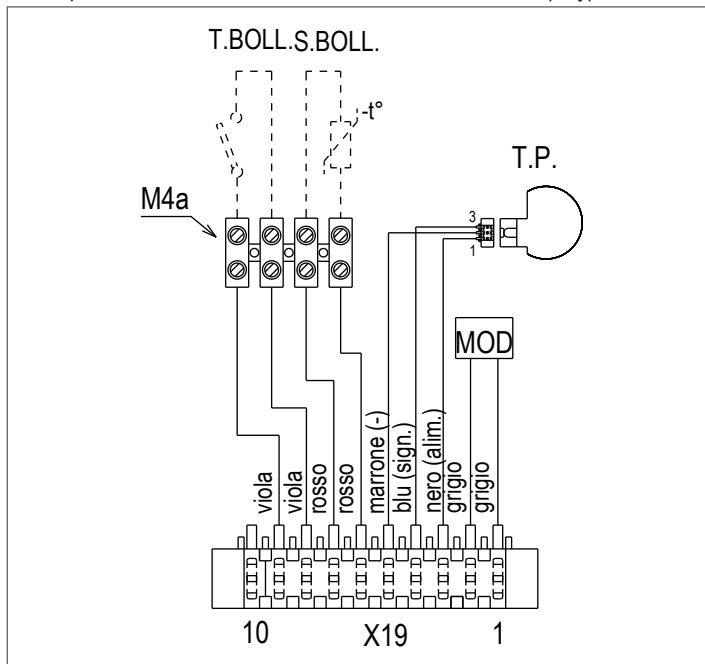 T.BOLL. S.BOLL.
-t°
T.P.
M4a
3
1
MOD
viola
viola
rosso
rosso
marrone (-)
blu (sign.)
nero (alim.)
grigio
grigio
10
X19
1